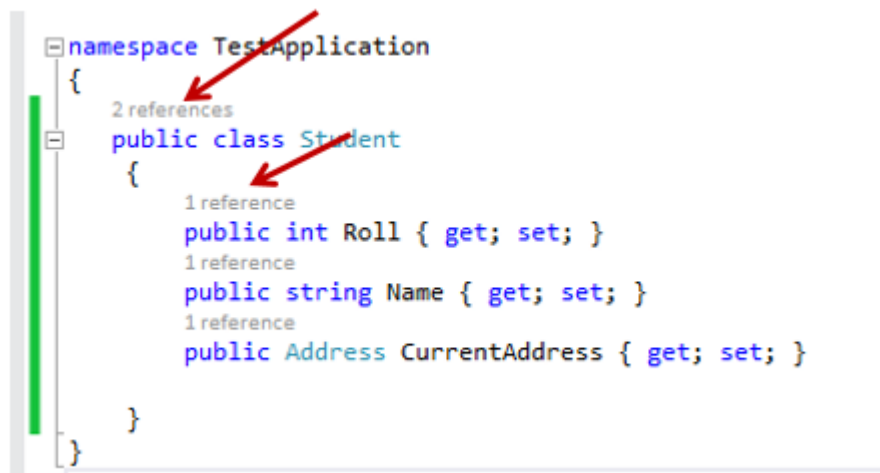 namespace TestApplication
{
2 references
public class Student
{
1 reference
public int Roll { get; set; }
1 reference
public string Name { get; set; }
1 reference
public Address CurrentAddress { get; set; }
}
}